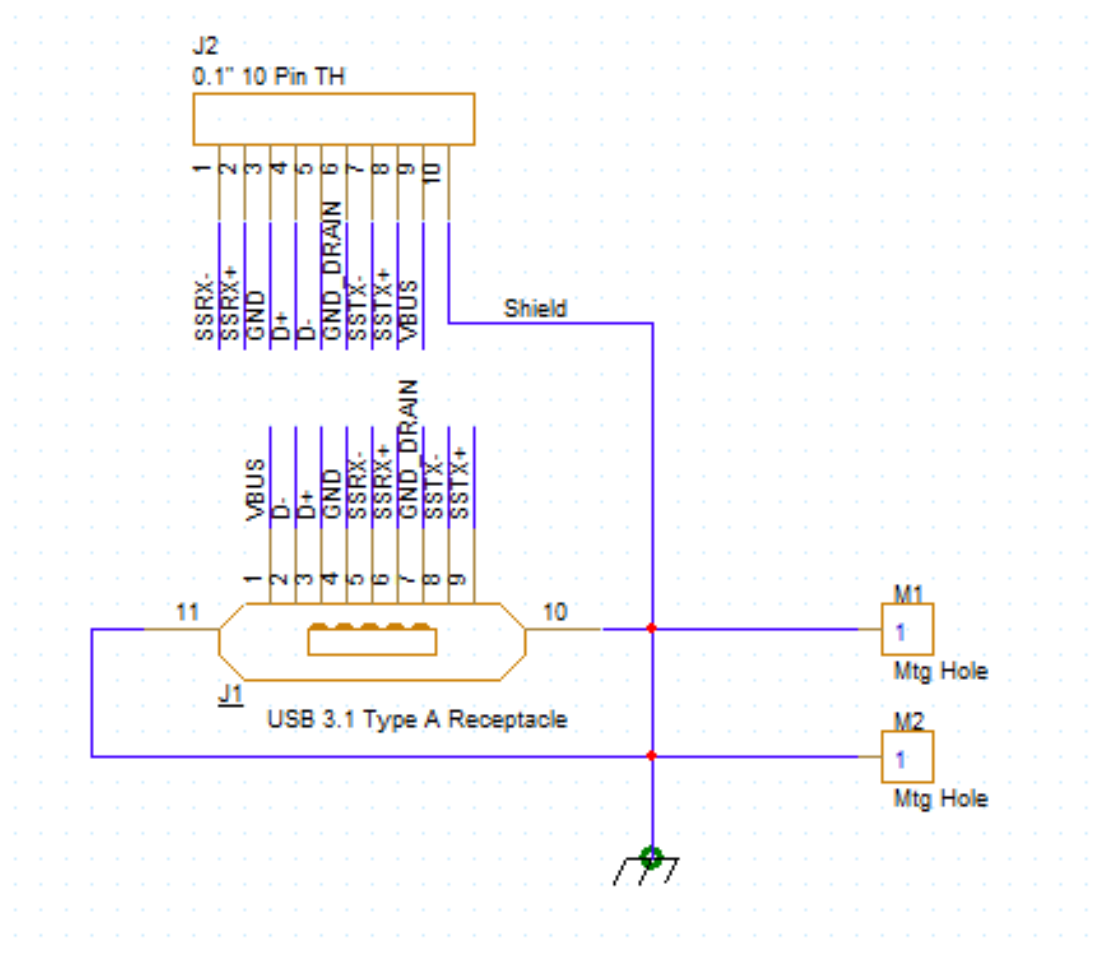 J2
0.1" 10 Pin TH
1 2 3 4 5 6 7 8 9 10
SSRX- SSRX+ GND D+ D- GND_DRAIN SSTX- SSTX+ VBUS
Shield
VBUS D- D+ GND SSRX- SSRX+ GND_DRAIN SSTX- SSTX+
1 2 3 4 5 6 7 8 9
11
10
M1
1
Mtg Hole
J1
USB 3.1 Type A Receptacle
M2
1
Mtg Hole